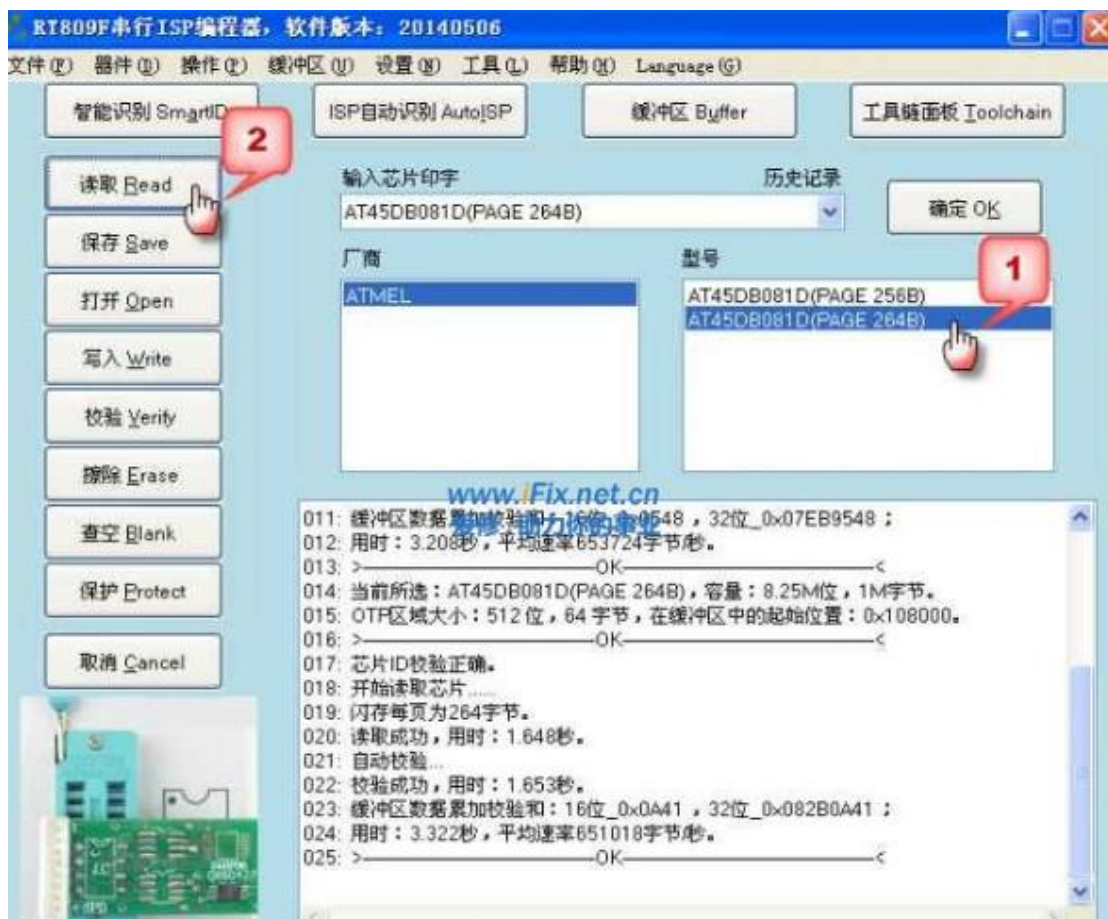 RT809F串行ISP编程器，软件版本：20140506
文件(F) 器件(D) 操作(P) 缓冲区(U) 设置(N) 工具(L) 帮助(H) Language(G)
智能识别 SmartID
ISP自动识别 AutoISP
缓冲区 Buffer
工具链面板 Toolchain
2
读取 Read
保存 Save
打开 Open
写入 Write
校验 Verify
擦除 Erase
查空 Blank
保护 Protect
取消 Cancel
输入芯片印字
历史记录
AT45DB081D(PAGE 264B)
确定 OK
厂商
ATMEL
型号
AT45DB081D(PAGE 256B)
AT45DB081D(PAGE 264B)
1
www.iFix.net.cn
011: 缓冲区数据累加校验和：16位_0x9548，32位_0x07EB9548；
012: 用时：3.208秒，平均速率653724字节/秒。
013: >————————OK————————<
014: 当前所选：AT45DB081D(PAGE 264B)，容量：8.25M位，1M字节。
015: OTP区域大小：512 位，64 字节，在缓冲区中的起始位置：0x108000。
016: >————————OK————————<
017: 芯片ID校验正确。
018: 开始读取芯片......
019: 闪存每页为264字节。
020: 读取成功，用时：1.648秒。
021: 自动校验...
022: 校验成功，用时：1.653秒。
023: 缓冲区数据累加校验和：16位_0x0A41，32位_0x082B0A41；
024: 用时：3.322秒，平均速率651018字节/秒。
025: >————————OK————————<